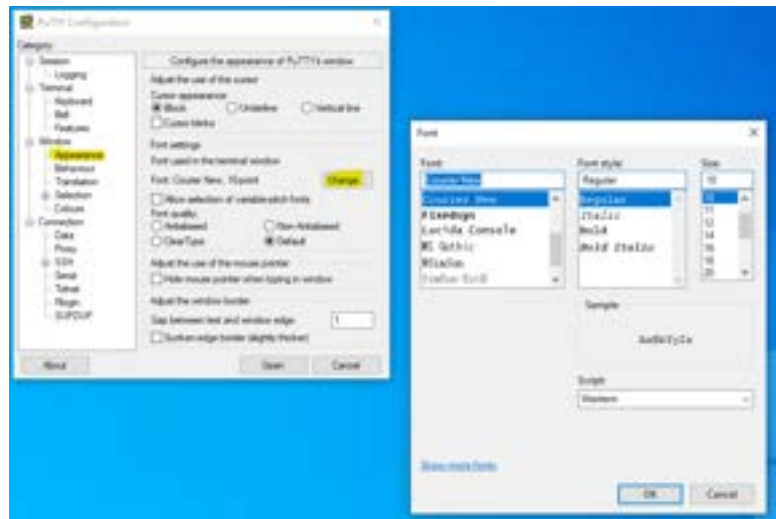 PuTTY Configuration
Category:
Session
Logging
Terminal
Keyboard
Bell
Features
Window
Appearance
Behaviour
Translation
Selection
Colours
Connection
Data
Proxy
SSH
Serial
Telnet
Rlogin
SUPDUP
Configure the appearance of PuTTY's window
Adjust the use of the cursor
Cursor appearance:
Block
Underline
Vertical line
Cursor blinks
Font settings
Font used in the terminal window
Font: Courier New, 10-point
Change...
Allow selection of variable-pitch fonts
Font quality:
Antialiased
Non-Antialiased
ClearType
Default
Adjust the use of the mouse pointer
Hide mouse pointer when typing in window
Adjust the window border
Gap between text and window edge:
1
Sunken-edge border (slightly thicker)
About
Open
Cancel
Font
Font:
Courier New
Courier New
Fixedsys
Lucida Console
MS Gothic
NSimSun
SimSun-ExtB
Font style:
Regular
Regular
Italic
Bold
Bold Italic
Size:
10
10
11
12
14
16
18
20
Sample
AaBbYyZz
Script:
Western
Show more fonts
OK
Cancel